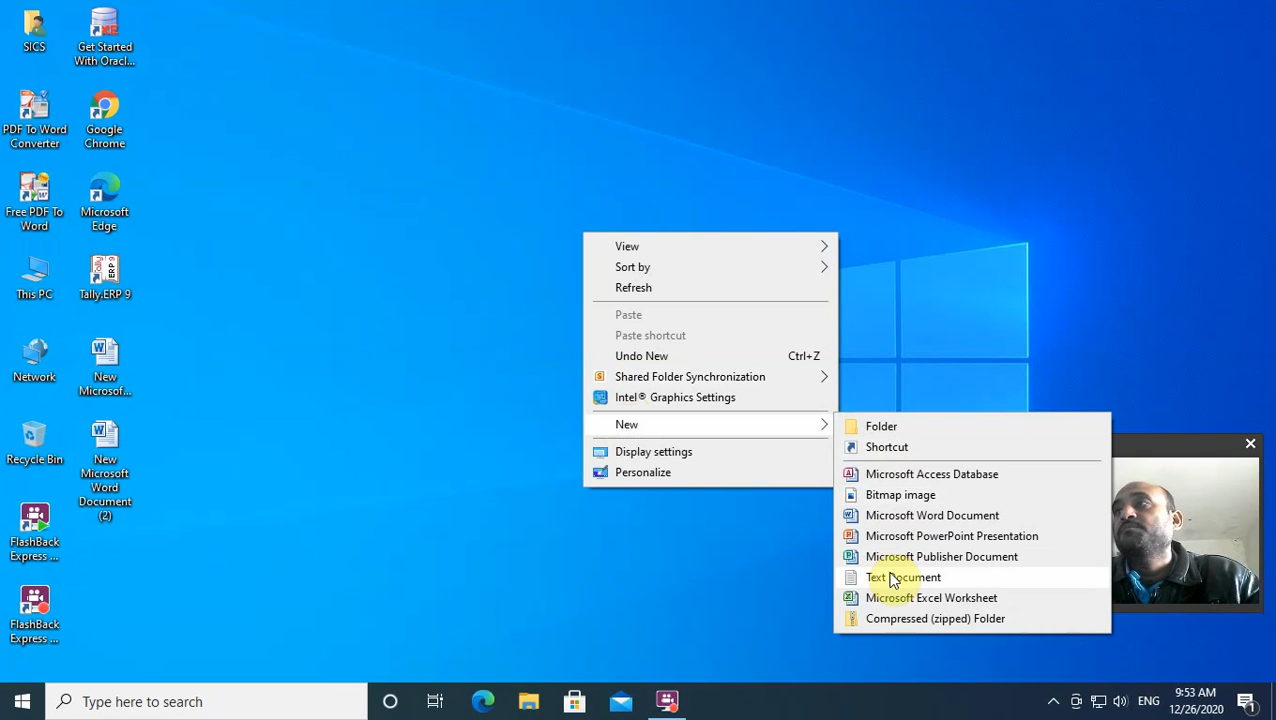 SICS
Get Started
With Oracl...
PDF To Word
Converter
Google
Chrome
Free PDF To
Word
Microsoft
Edge
This PC
Tally.ERP 9
Tally.ERP 9
Network
New
Microsof...
Recycle Bin
New
Microsoft
Word
Document
(2)
FlashBack
Express ...
FlashBack
Express ...
View
Sort by
Refresh
Paste
Paste shortcut
Undo New Ctrl+Z
Shared Folder Synchronization
Intel® Graphics Settings
New
Display settings
Personalize
Folder
Shortcut
Microsoft Access Database
Bitmap image
Microsoft Word Document
Microsoft PowerPoint Presentation
Microsoft Publisher Document
Text Document
Microsoft Excel Worksheet
Compressed (zipped) Folder
Type here to search
ENG
9:53 AM
12/26/2020
1